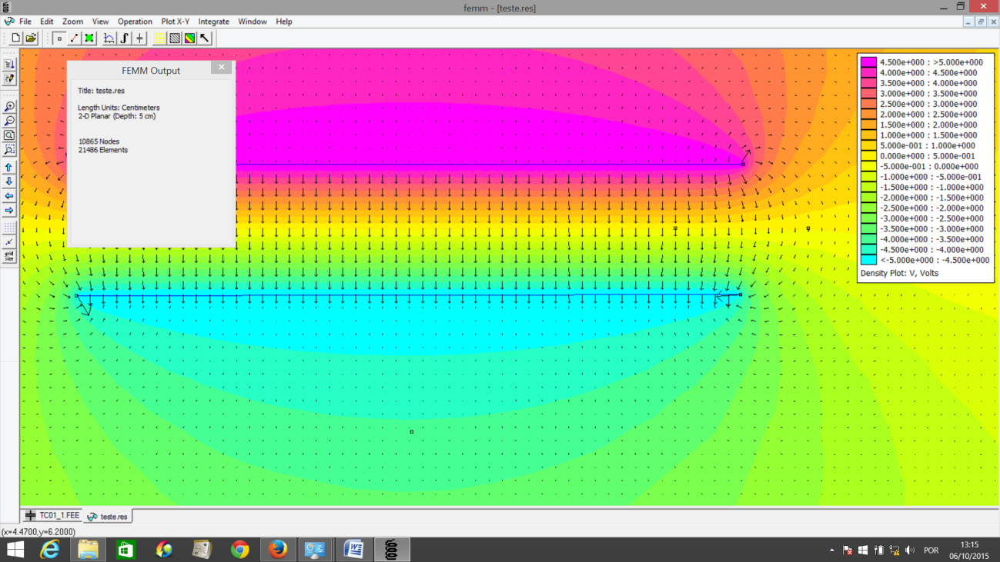 femm - [teste.res]
File Edit Zoom View Operation Plot X-Y Integrate Window Help
FEMM Output
Title: teste.res
Length Units: Centimeters
2-D Planar (Depth: 5 cm)
10865 Nodes
21486 Elements
grid
size
4.500e+000 : >5.000e+000
4.000e+000 : 4.500e+000
3.500e+000 : 4.000e+000
3.000e+000 : 3.500e+000
2.500e+000 : 3.000e+000
2.000e+000 : 2.500e+000
1.500e+000 : 2.000e+000
1.000e+000 : 1.500e+000
5.000e-001 : 1.000e+000
0.000e+000 : 5.000e-001
-5.000e-001 : 0.000e+000
-1.000e+000 : -5.000e-001
-1.500e+000 : -1.000e+000
-2.000e+000 : -1.500e+000
-2.500e+000 : -2.000e+000
-3.000e+000 : -2.500e+000
-3.500e+000 : -3.000e+000
-4.000e+000 : -3.500e+000
-4.500e+000 : -4.000e+000
<-5.000e+000 : -4.500e+000
Density Plot: V, Volts
TC01_1.FEE teste.res
(x=4.4700,y=6.2000)
POR
13:15
06/10/2015